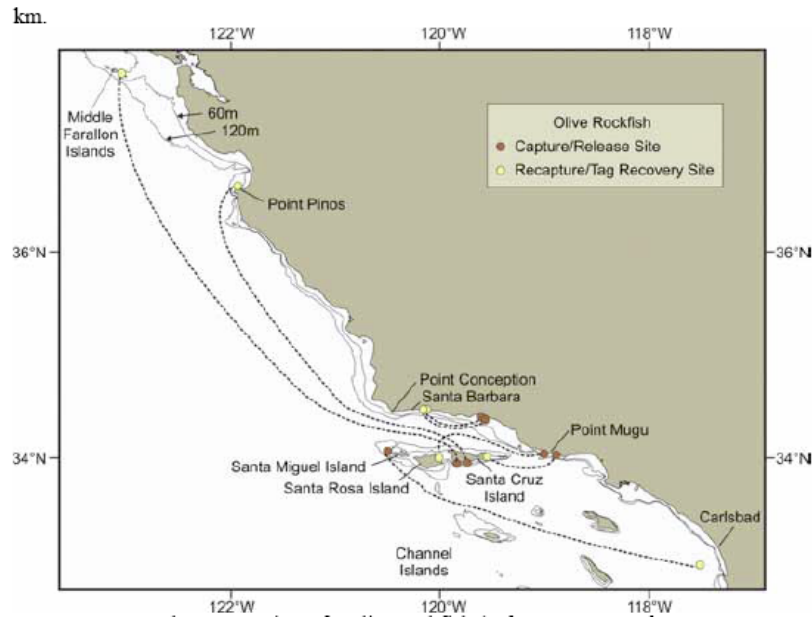 km.
122°W 120°W 118°W
Middle
Farallon
Islands
60m
120m
Olive Rockfish
Capture/Release Site
Recapture/Tag Recovery Site
Point Pinos
36°N 36°N
Point Conception
Santa Barbara
Point Mugu
34°N 34°N
Santa Miguel Island
Santa Rosa Island
Santa Cruz
Island
Carlsbad
Channel
Islands
122°W 120°W 118°W